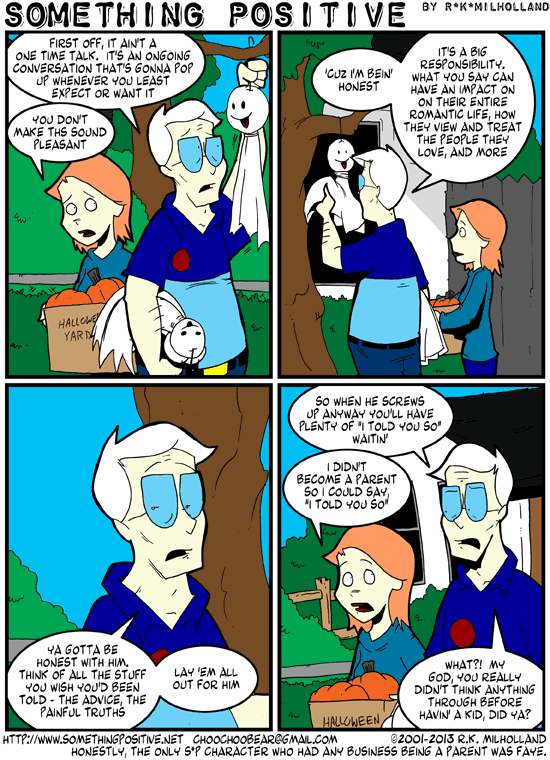 SOMETHING POSITIVE BY R*K*MILHOLLAND
FIRST OFF, IT AIN'T A
ONE TIME TALK. IT'S AN ONGOING
CONVERSATION THAT'S GONNA POP
UP WHENEVER YOU LEAST
EXPECT OR WANT IT
YOU DON'T
MAKE THS SOUND
PLEASANT
HALLOWE
YARD
'CUZ I'M BEIN'
HONEST
IT'S A BIG
RESPONSIBILITY.
WHAT YOU SAY CAN
HAVE AN IMPACT ON
ON THEIR ENTIRE
ROMANTIC LIFE, HOW
THEY VIEW AND TREAT
THE PEOPLE THEY
LOVE, AND MORE
YA GOTTA BE
HONEST WITH HIM.
THINK OF ALL THE STUFF
YOU WISH YOU'D BEEN
TOLD - THE ADVICE, THE
PAINFUL TRUTHS
LAY 'EM ALL
OUT FOR HIM
SO WHEN HE SCREWS
UP ANYWAY YOU'LL HAVE
PLENTY OF "I TOLD YOU SO"
WAITIN'
I DIDN'T
BECOME A PARENT
SO I COULD SAY,
"I TOLD YOU SO"
WHAT?! MY
GOD, YOU REALLY
DIDN'T THINK ANYTHING
THROUGH BEFORE
HAVIN' A KID, DID YA?
HALLOWEEN
HTTP://WWW.SOMETHINGPOSITIVE.NET CHOOCHOOBEAR@GMAIL.COM ©2001-2013 R.K. MILHOLLAND
HONESTLY, THE ONLY S*P CHARACTER WHO HAD ANY BUSINESS BEING A PARENT WAS FAYE.